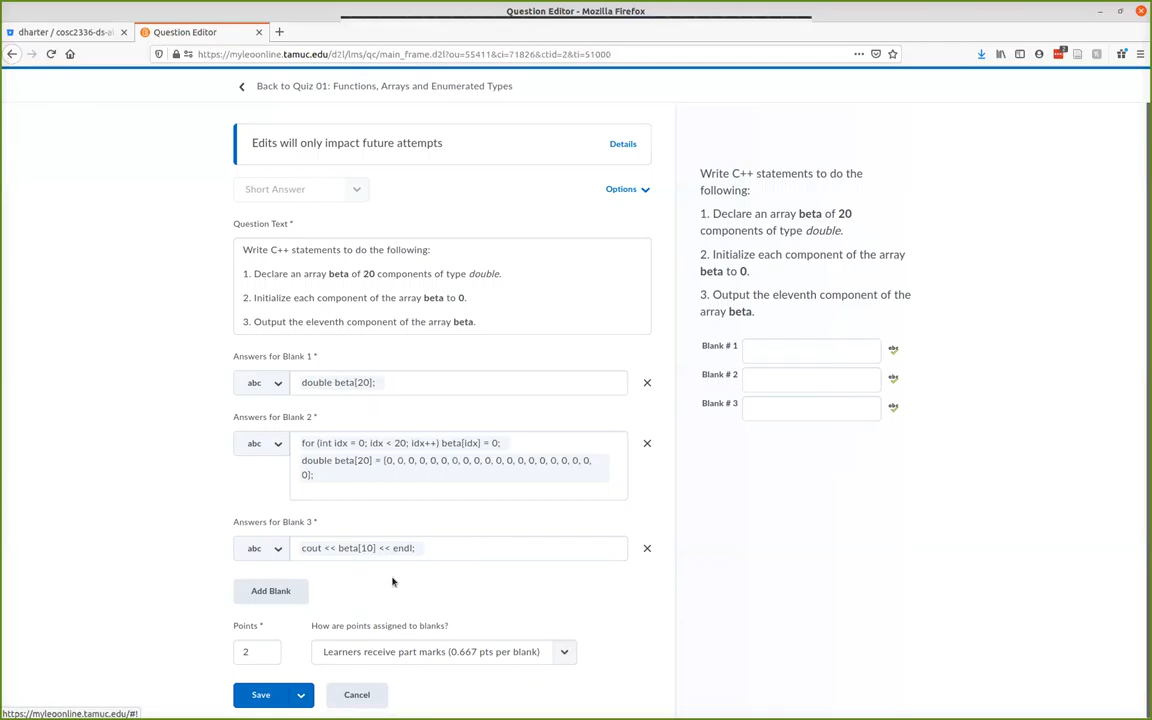 Question Editor - Mozilla Firefox
dharter / cosc2336-ds-al
Question Editor
https://myleoonline.tamuc.edu/d2l/lms/qc/main_frame.d2l?ou=55411&ci=71826&ctid=2&ti=51000
Back to Quiz 01: Functions, Arrays and Enumerated Types
Edits will only impact future attempts
Details
Short Answer
Options
Question Text *
Write C++ statements to do the following:
1. Declare an array beta of 20 components of type double.
2. Initialize each component of the array beta to 0.
3. Output the eleventh component of the array beta.
Answers for Blank 1 *
abc
double beta[20];
Answers for Blank 2 *
abc
for (int idx = 0; idx < 20; idx++) beta[idx] = 0;
double beta[20] = {0, 0, 0, 0, 0, 0, 0, 0, 0, 0, 0, 0, 0, 0, 0, 0, 0, 0, 0,
0};
Answers for Blank 3 *
abc
cout << beta[10] << endl;
Add Blank
Points *
How are points assigned to blanks?
2
Learners receive part marks (0.667 pts per blank)
Save
Cancel
Write C++ statements to do the
following:
1. Declare an array beta of 20
components of type double.
2. Initialize each component of the array
beta to 0.
3. Output the eleventh component of the
array beta.
Blank # 1
Blank # 2
Blank # 3
https://myleoonline.tamuc.edu/#!